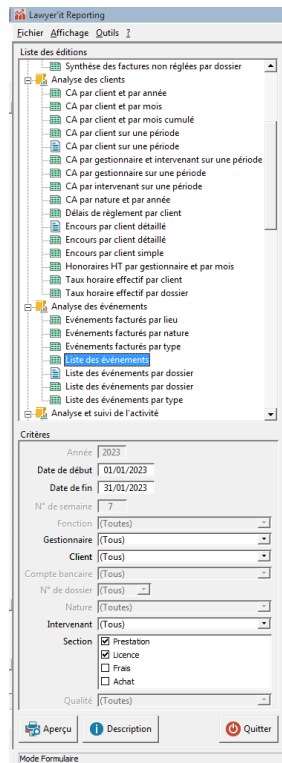 Lawyer'it Reporting
Fichier Affichage Outils ?
Liste des éditions
Synthèse des factures non réglées par dossier
Analyse des clients
CA par client et par année
CA par client et par mois
CA par client et par mois cumulé
CA par client sur une période
CA par client sur une période
CA par gestionnaire et intervenant sur une période
CA par gestionnaire sur une période
CA par intervenant sur une période
CA par nature et par année
Délais de règlement par client
Encours par client détaillé
Encours par client détaillé
Encours par client simple
Honoraires HT par gestionnaire et par mois
Taux horaire effectif par client
Taux horaire effectif par dossier
Analyse des événements
Evénements facturés par lieu
Evénements facturés par nature
Evénements facturés par type
Liste des événements
Liste des événements par dossier
Liste des événements par dossier
Liste des événements par type
Analyse et suivi de l'activité
Critères
Année 2023
Date de début 01/01/2023
Date de fin 31/01/2023
N° de semaine 7
Fonction (Toutes)
Gestionnaire (Tous)
Client (Tous)
Compte bancaire (Tous)
N° de dossier (Tous)
Nature (Toutes)
Intervenant (Tous)
Section Prestation
Licence
Frais
Achat
Qualité (Toutes)
Aperçu Description Quitter
Mode Formulaire